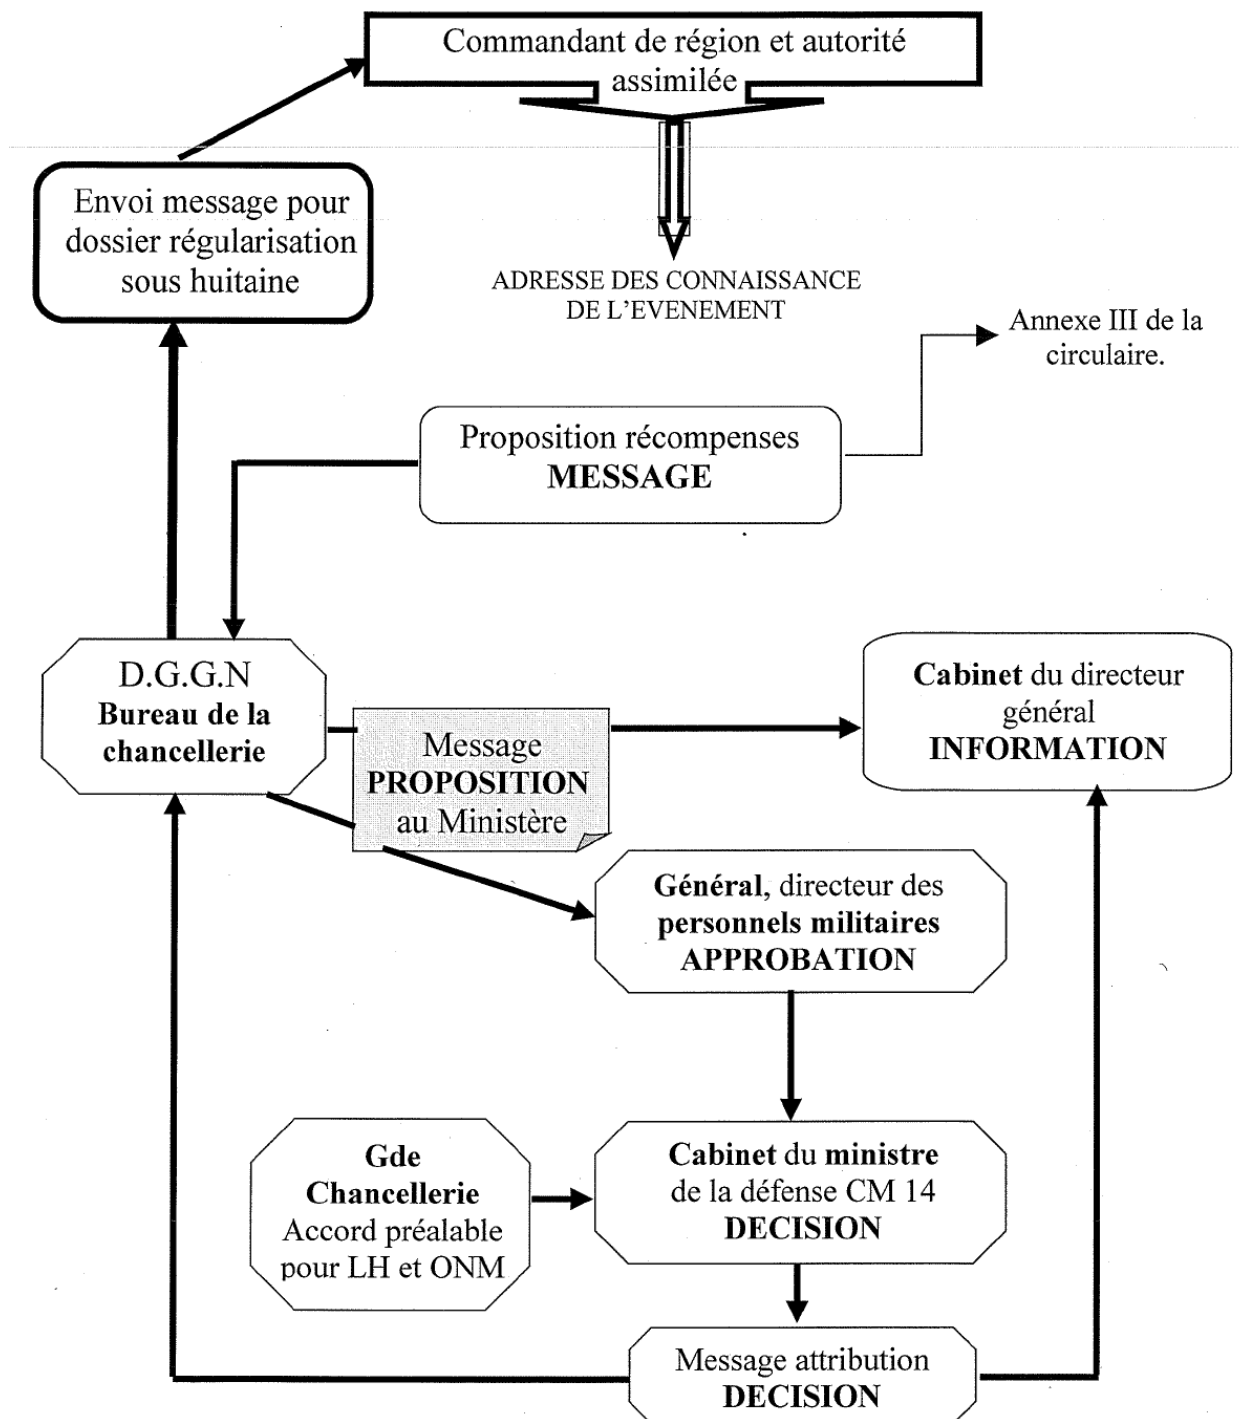 Commandant de région et autorité
assimilée
Envoi message pour
dossier régularisation
sous huitaine
ADRESSE DES CONNAISSANCE
DE L'EVENEMENT
Annexe III de la
circulaire.
Proposition récompenses
MESSAGE
D.G.G.N
Bureau de la
chancellerie
Message
PROPOSITION
au Ministère
Cabinet du directeur
général
INFORMATION
Général, directeur des
personnels militaires
APPROBATION
Gde
Chancellerie
Accord préalable
pour LH et ONM
Cabinet du ministre
de la défense CM 14
DECISION
Message attribution
DECISION